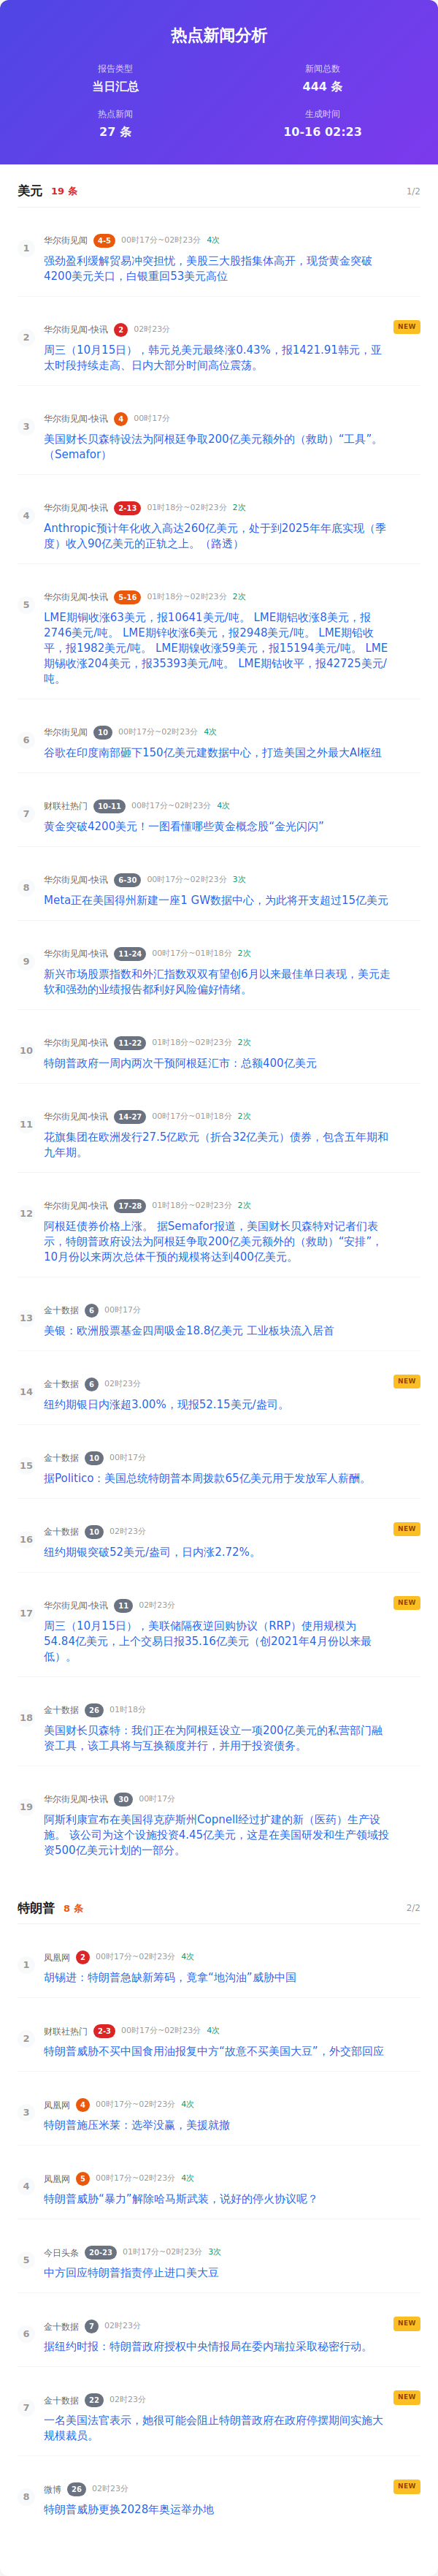 热点新闻分析
报告类型
当日汇总
新闻总数
444 条
热点新闻
27 条
生成时间
10-16 02:23
美元 19 条 1/2
1 华尔街见闻 4-5 00时17分~02时23分 4次
强劲盈利缓解贸易冲突担忧，美股三大股指集体高开，现货黄金突破
4200美元关口，白银重回53美元高位
2 华尔街见闻-快讯 2 02时23分 NEW
周三（10月15日），韩元兑美元最终涨0.43%，报1421.91韩元，亚
太时段持续走高、日内大部分时间高位震荡。
3 华尔街见闻-快讯 4 00时17分
美国财长贝森特设法为阿根廷争取200亿美元额外的（救助）“工具”。
（Semafor）
4 华尔街见闻-快讯 2-13 01时18分~02时23分 2次
Anthropic预计年化收入高达260亿美元，处于到2025年年底实现（季
度）收入90亿美元的正轨之上。（路透）
5 华尔街见闻-快讯 5-16 01时18分~02时23分 2次
LME期铜收涨63美元，报10641美元/吨。 LME期铝收涨8美元，报
2746美元/吨。 LME期锌收涨6美元，报2948美元/吨。 LME期铅收
平，报1982美元/吨。 LME期镍收涨59美元，报15194美元/吨。 LME
期锡收涨204美元，报35393美元/吨。 LME期钴收平，报42725美元/
吨。
6 华尔街见闻 10 00时17分~02时23分 4次
谷歌在印度南部砸下150亿美元建数据中心，打造美国之外最大AI枢纽
7 财联社热门 10-11 00时17分~02时23分 4次
黄金突破4200美元！一图看懂哪些黄金概念股“金光闪闪”
8 华尔街见闻-快讯 6-30 00时17分~02时23分 3次
Meta正在美国得州新建一座1 GW数据中心，为此将开支超过15亿美元
9 华尔街见闻-快讯 11-24 00时17分~01时18分 2次
新兴市场股票指数和外汇指数双双有望创6月以来最佳单日表现，美元走
软和强劲的业绩报告都利好风险偏好情绪。
10 华尔街见闻-快讯 11-22 01时18分~02时23分 2次
特朗普政府一周内两次干预阿根廷汇市：总额400亿美元
11 华尔街见闻-快讯 14-27 00时17分~01时18分 2次
花旗集团在欧洲发行27.5亿欧元（折合32亿美元）债券，包含五年期和
九年期。
12 华尔街见闻-快讯 17-28 01时18分~02时23分 2次
阿根廷债券价格上涨。 据Semafor报道，美国财长贝森特对记者们表
示，特朗普政府设法为阿根廷争取200亿美元额外的（救助）“安排”，
10月份以来两次总体干预的规模将达到400亿美元。
13 金十数据 6 00时17分
美银：欧洲股票基金四周吸金18.8亿美元 工业板块流入居首
14 金十数据 6 02时23分 NEW
纽约期银日内涨超3.00%，现报52.15美元/盎司。
15 金十数据 10 00时17分
据Politico：美国总统特朗普本周拨款65亿美元用于发放军人薪酬。
16 金十数据 10 02时23分 NEW
纽约期银突破52美元/盎司，日内涨2.72%。
17 华尔街见闻-快讯 11 02时23分 NEW
周三（10月15日），美联储隔夜逆回购协议（RRP）使用规模为
54.84亿美元，上个交易日报35.16亿美元（创2021年4月份以来最
低）。
18 金十数据 26 01时18分
美国财长贝森特：我们正在为阿根廷设立一项200亿美元的私营部门融
资工具，该工具将与互换额度并行，并用于投资债务。
19 华尔街见闻-快讯 30 00时17分
阿斯利康宣布在美国得克萨斯州Copnell经过扩建的新（医药）生产设
施。 该公司为这个设施投资4.45亿美元，这是在美国研发和生产领域投
资500亿美元计划的一部分。
特朗普 8 条 2/2
1 凤凰网 2 00时17分~02时23分 4次
胡锡进：特朗普急缺新筹码，竟拿“地沟油”威胁中国
2 财联社热门 2-3 00时17分~02时23分 4次
特朗普威胁不买中国食用油报复中方“故意不买美国大豆”，外交部回应
3 凤凰网 4 00时17分~02时23分 4次
特朗普施压米莱：选举没赢，美援就撤
4 凤凰网 5 00时17分~02时23分 4次
特朗普威胁“暴力”解除哈马斯武装，说好的停火协议呢？
5 今日头条 20-23 01时17分~02时23分 3次
中方回应特朗普指责停止进口美大豆
6 金十数据 7 02时23分 NEW
据纽约时报：特朗普政府授权中央情报局在委内瑞拉采取秘密行动。
7 金十数据 22 02时23分 NEW
一名美国法官表示，她很可能会阻止特朗普政府在政府停摆期间实施大
规模裁员。
8 微博 26 02时23分 NEW
特朗普威胁更换2028年奥运举办地